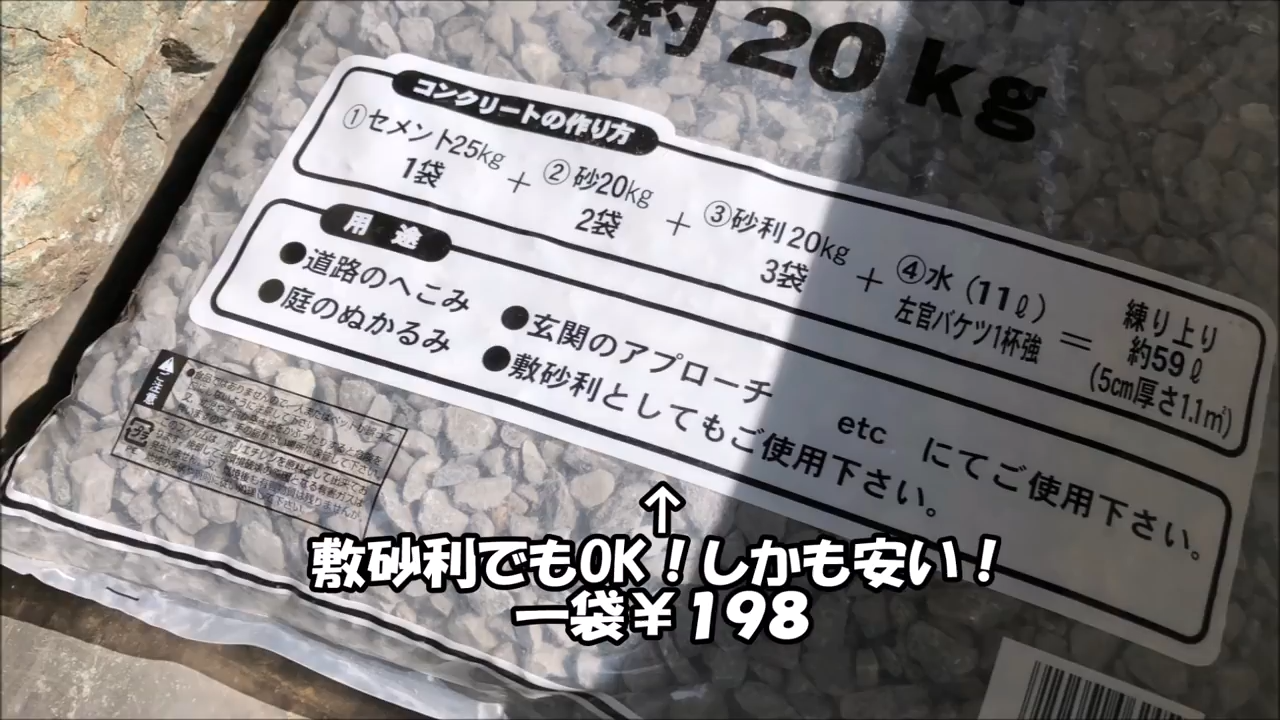 約20kg
コンクリートの作り方
①セメント25kg 1袋 + ②砂20kg 2袋 + ③砂利20kg 3袋 + ④水(11ℓ) 左官バケツ1杯強 = 練り上り 約59ℓ (5cm厚さ1.1㎡)
用途
●道路のへこみ ●玄関のアプローチ
●庭のぬかるみ ●敷砂利としてもご使用下さい。
etc にてご使用下さい。
注意
プラ
↑
敷砂利でもOK!しかも安い!
一袋¥198